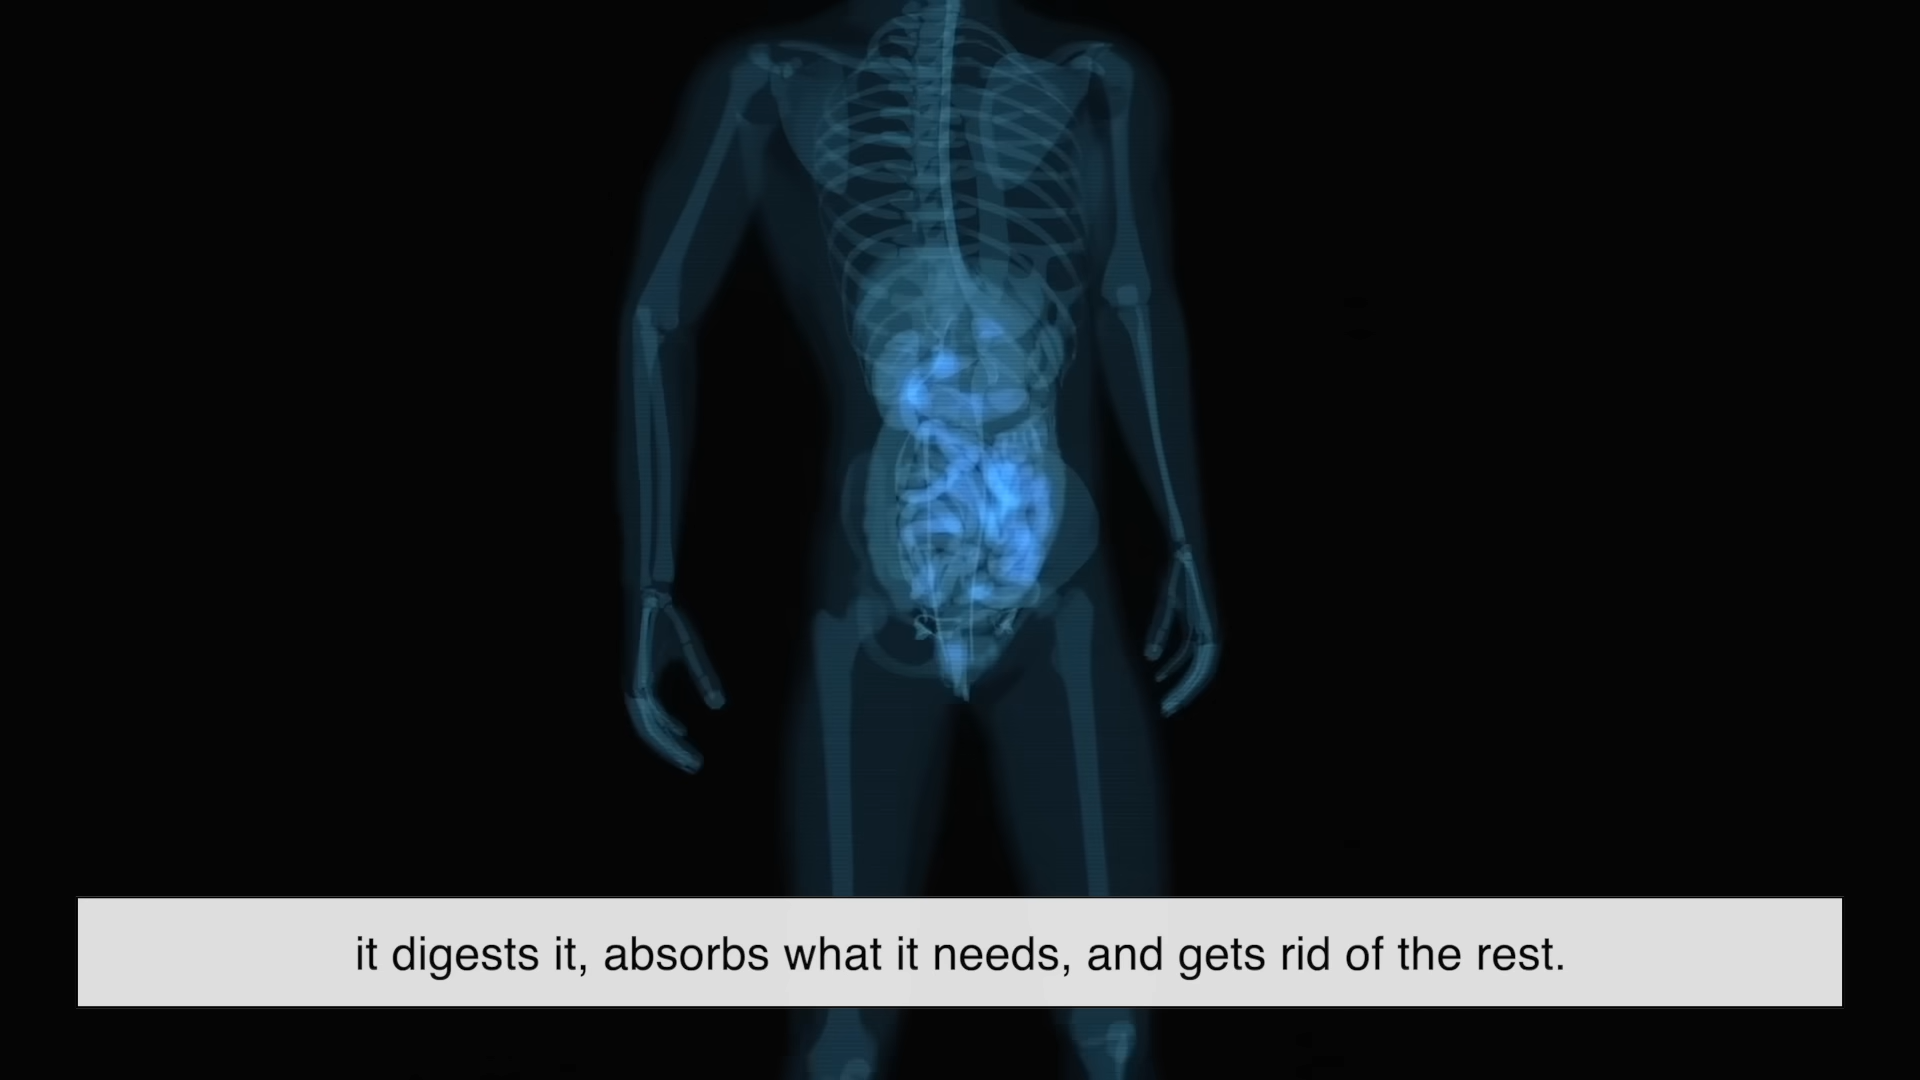 it digests it, absorbs what it needs, and gets rid of the rest.